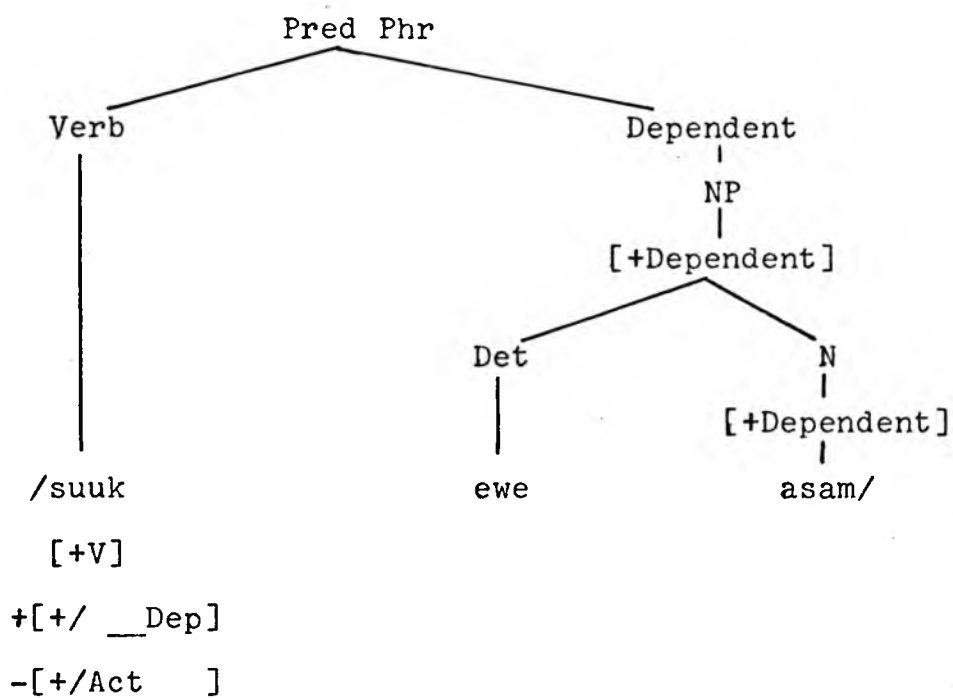 Pred Phr
Verb Dependent
NP
[+Dependent]
Det N
[+Dependent]
/suuk ewe asam/
[+V]
+[+/ __Dep]
-[+/Act ]